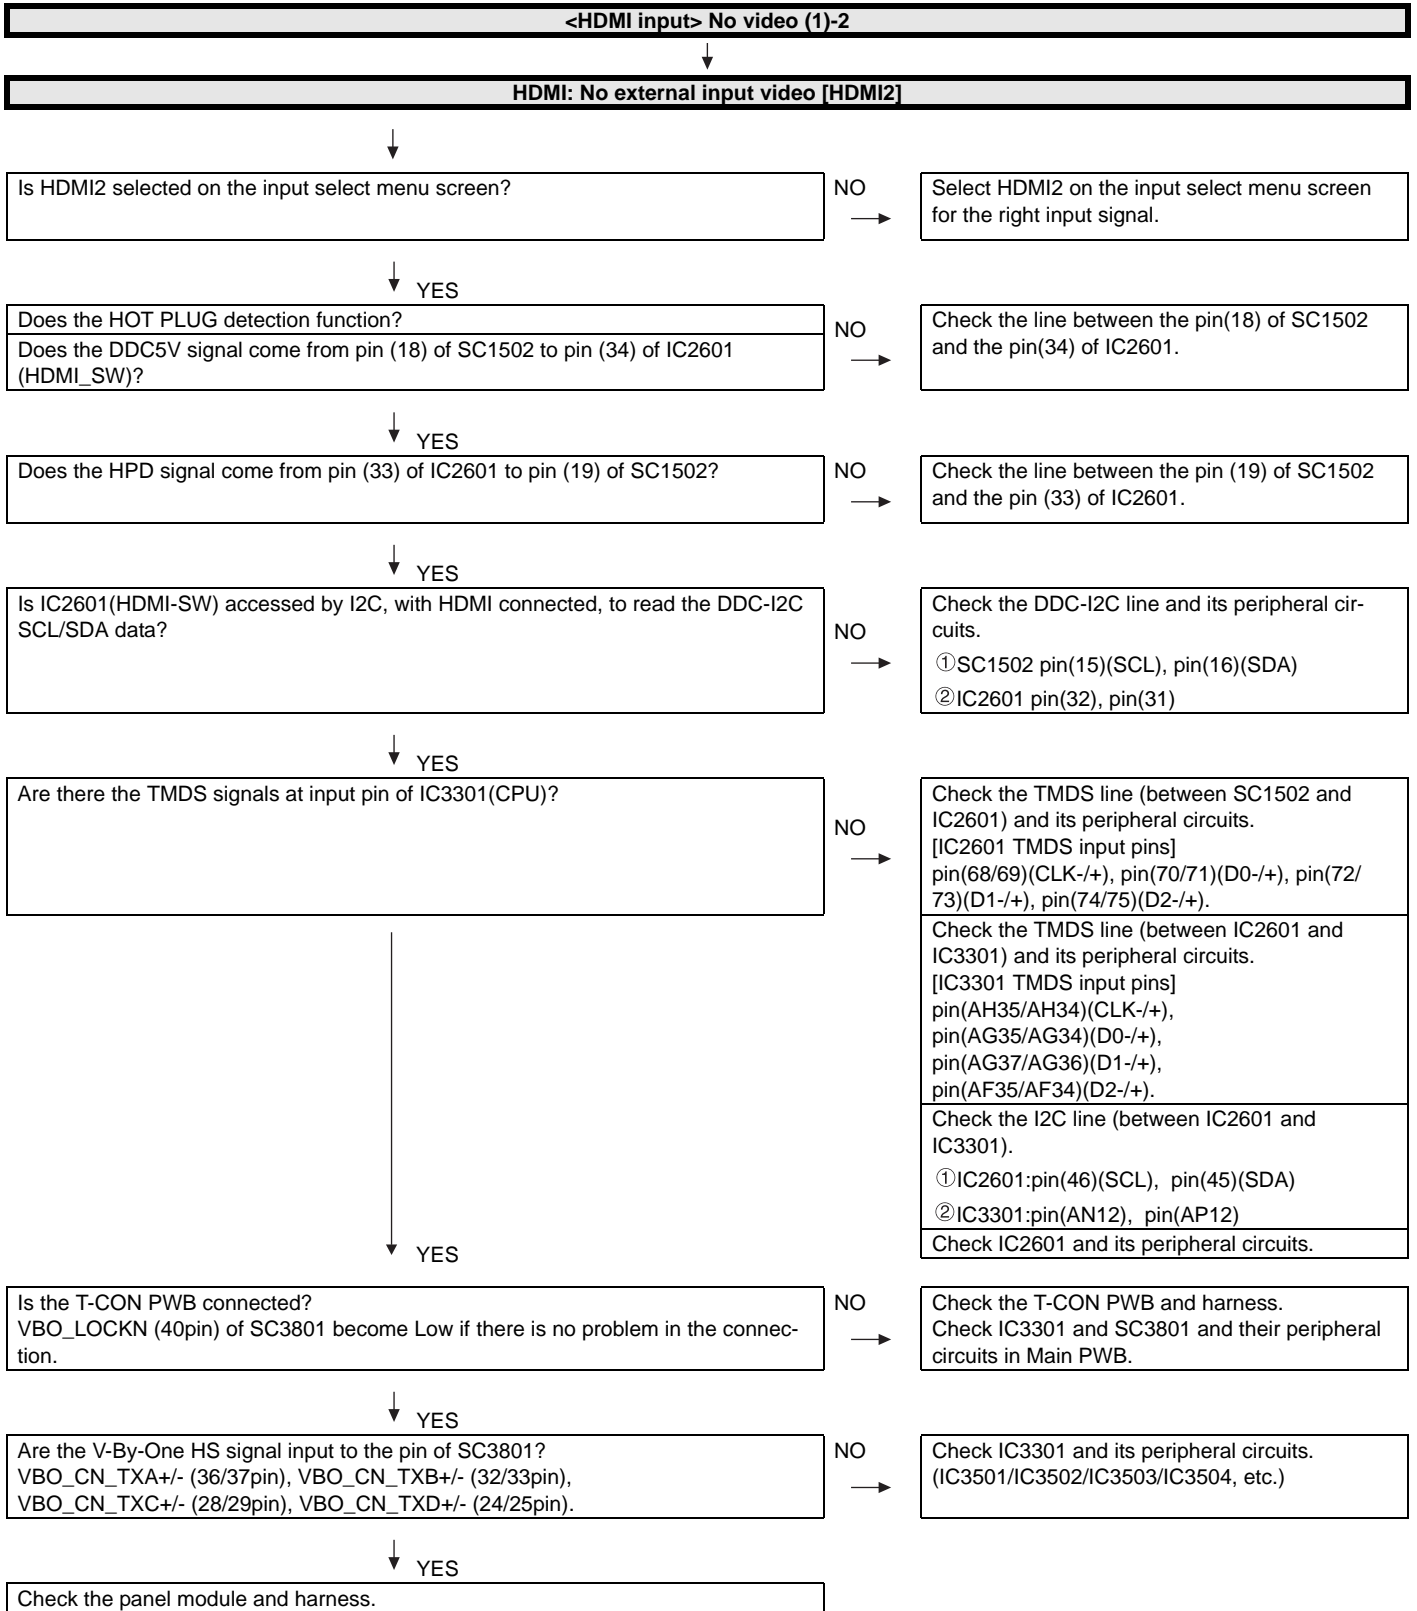 <HDMI input> No video (1)-2
HDMI: No external input video [HDMI2]
Is HDMI2 selected on the input select menu screen?
NO
Select HDMI2 on the input select menu screen
for the right input signal.
YES
Does the HOT PLUG detection function?
Does the DDC5V signal come from pin (18) of SC1502 to pin (34) of IC2601
(HDMI_SW)?
NO
Check the line between the pin(18) of SC1502
and the pin(34) of IC2601.
YES
Does the HPD signal come from pin (33) of IC2601 to pin (19) of SC1502?
NO
Check the line between the pin (19) of SC1502
and the pin (33) of IC2601.
YES
Is IC2601(HDMI-SW) accessed by I2C, with HDMI connected, to read the DDC-I2C
SCL/SDA data?
NO
Check the DDC-I2C line and its peripheral cir-
cuits.
①SC1502 pin(15)(SCL), pin(16)(SDA)
②IC2601 pin(32), pin(31)
YES
Are there the TMDS signals at input pin of IC3301(CPU)?
NO
Check the TMDS line (between SC1502 and
IC2601) and its peripheral circuits.
[IC2601 TMDS input pins]
pin(68/69)(CLK-/+), pin(70/71)(D0-/+), pin(72/
73)(D1-/+), pin(74/75)(D2-/+).
Check the TMDS line (between IC2601 and
IC3301) and its peripheral circuits.
[IC3301 TMDS input pins]
pin(AH35/AH34)(CLK-/+),
pin(AG35/AG34)(D0-/+),
pin(AG37/AG36)(D1-/+),
pin(AF35/AF34)(D2-/+).
Check the I2C line (between IC2601 and
IC3301).
①IC2601:pin(46)(SCL), pin(45)(SDA)
②IC3301:pin(AN12), pin(AP12)
Check IC2601 and its peripheral circuits.
YES
Is the T-CON PWB connected?
VBO_LOCKN (40pin) of SC3801 become Low if there is no problem in the connec-
tion.
NO
Check the T-CON PWB and harness.
Check IC3301 and SC3801 and their peripheral
circuits in Main PWB.
YES
Are the V-By-One HS signal input to the pin of SC3801?
VBO_CN_TXA+/- (36/37pin), VBO_CN_TXB+/- (32/33pin),
VBO_CN_TXC+/- (28/29pin), VBO_CN_TXD+/- (24/25pin).
NO
Check IC3301 and its peripheral circuits.
(IC3501/IC3502/IC3503/IC3504, etc.)
YES
Check the panel module and harness.